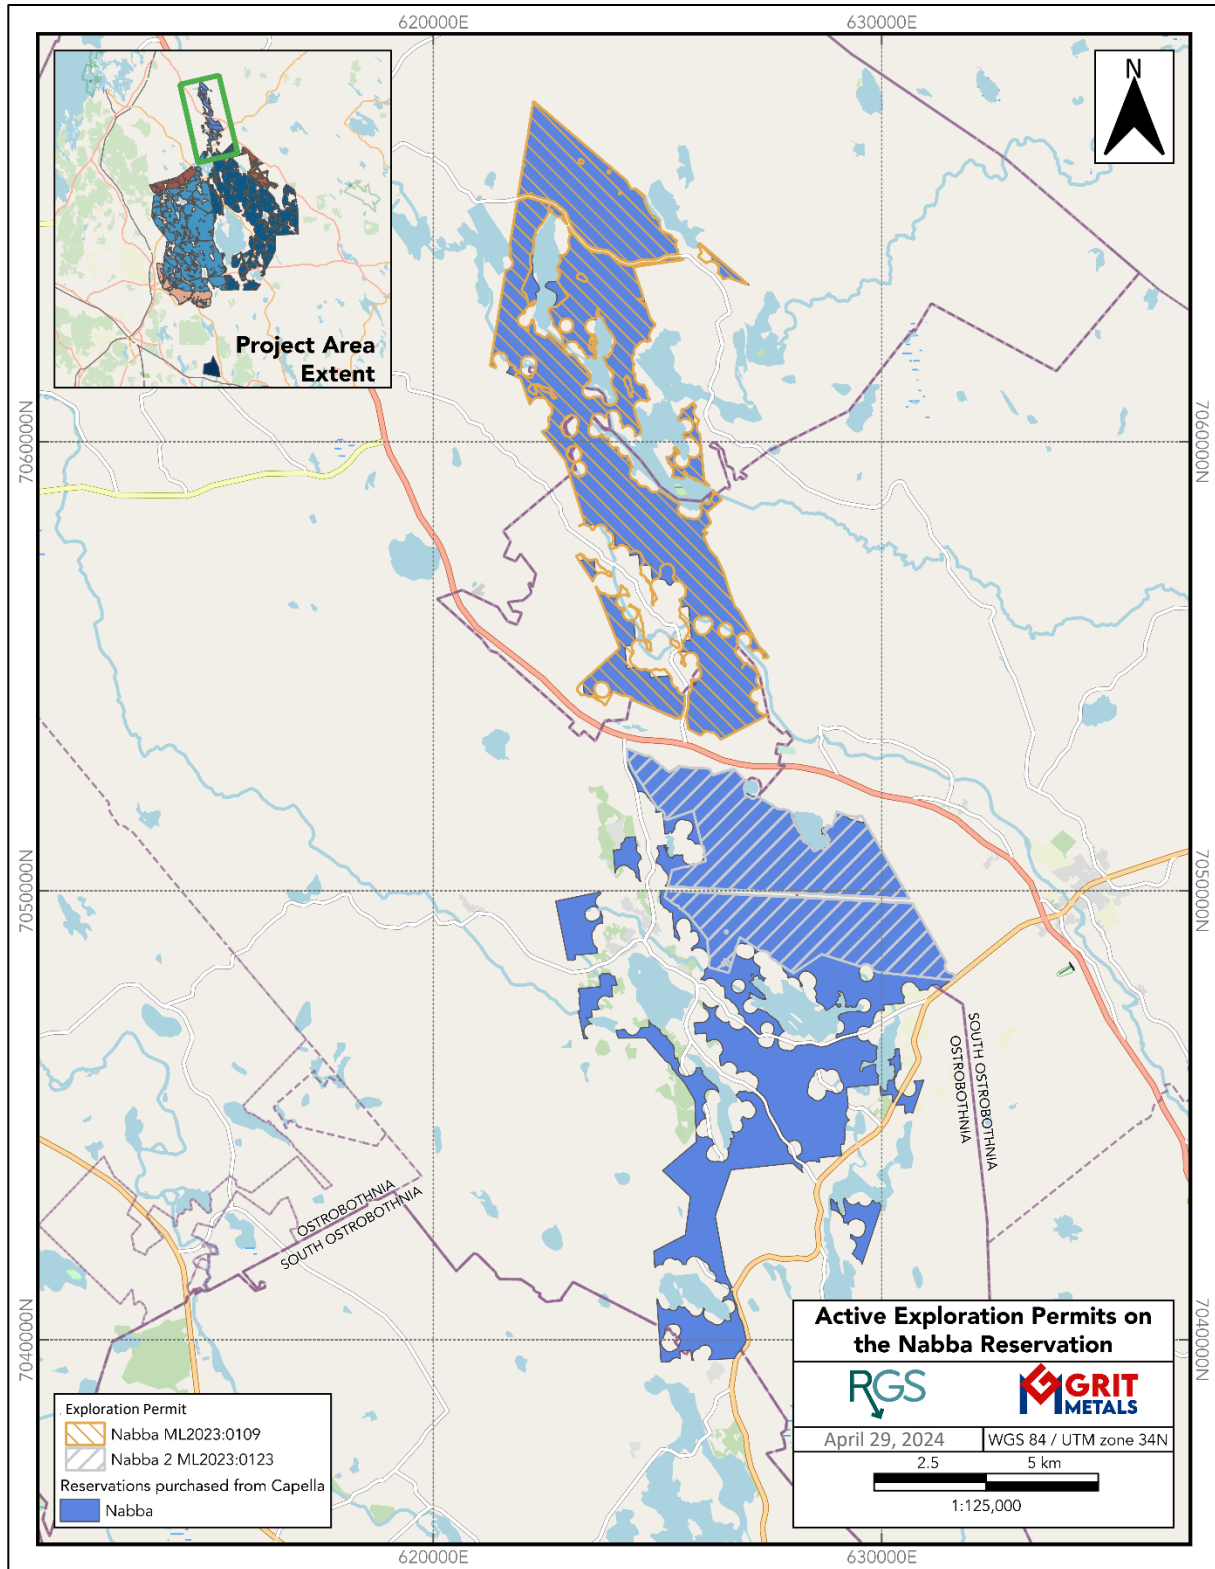 620000E
630000E
N
Project Area
Extent
7060000N
7060000N
7050000N
7050000N
SOUTH OSTROBOTHNIA
OSTROBOTHNIA
OSTROBOTHNIA
SOUTH OSTROBOTHNIA
7040000N
7040000N
Active Exploration Permits on
the Nabba Reservation
RGS
GRIT
METALS
April 29, 2024
WGS 84 / UTM zone 34N
2.5 5 km
1:125,000
Exploration Permit
Nabba ML2023:0109
Nabba 2 ML2023:0123
Reservations purchased from Capella
Nabba
620000E
630000E